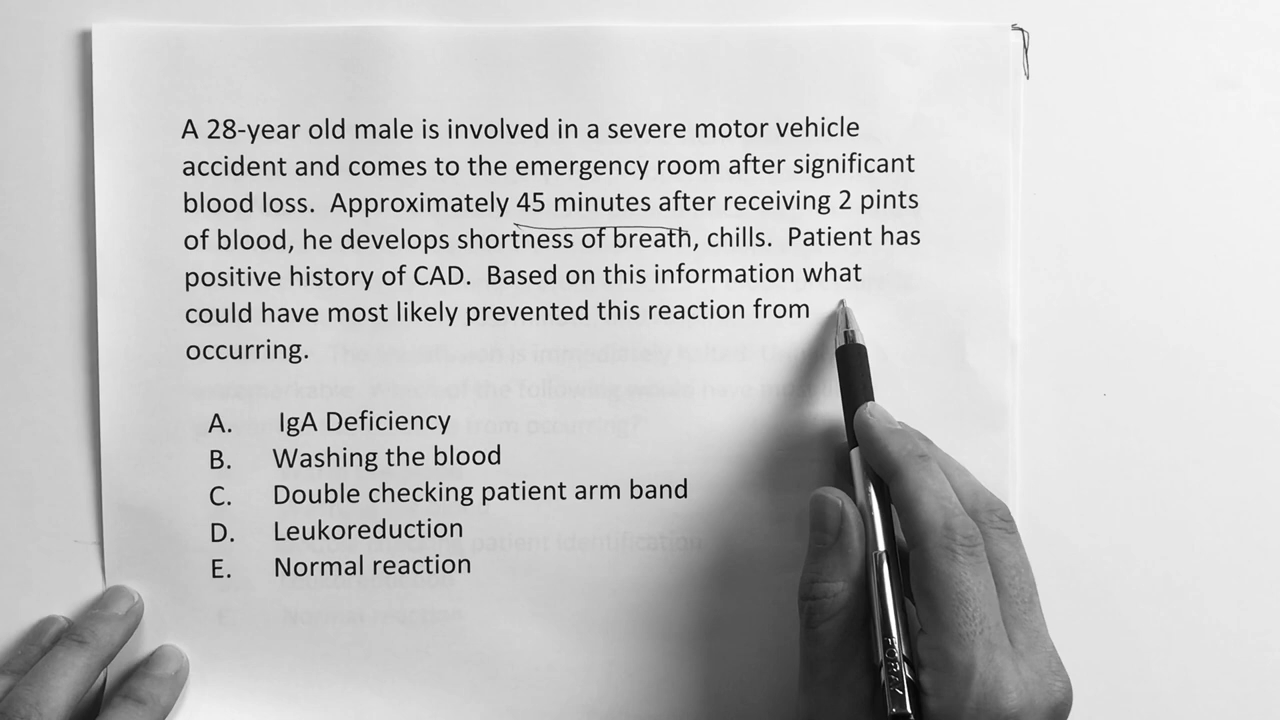 A 28-year old male is involved in a severe motor vehicle
accident and comes to the emergency room after significant
blood loss. Approximately 45 minutes after receiving 2 pints
of blood, he develops shortness of breath, chills. Patient has
positive history of CAD. Based on this information what
could have most likely prevented this reaction from
occurring.
A. IgA Deficiency
B. Washing the blood
C. Double checking patient arm band
D. Leukoreduction
E. Normal reaction